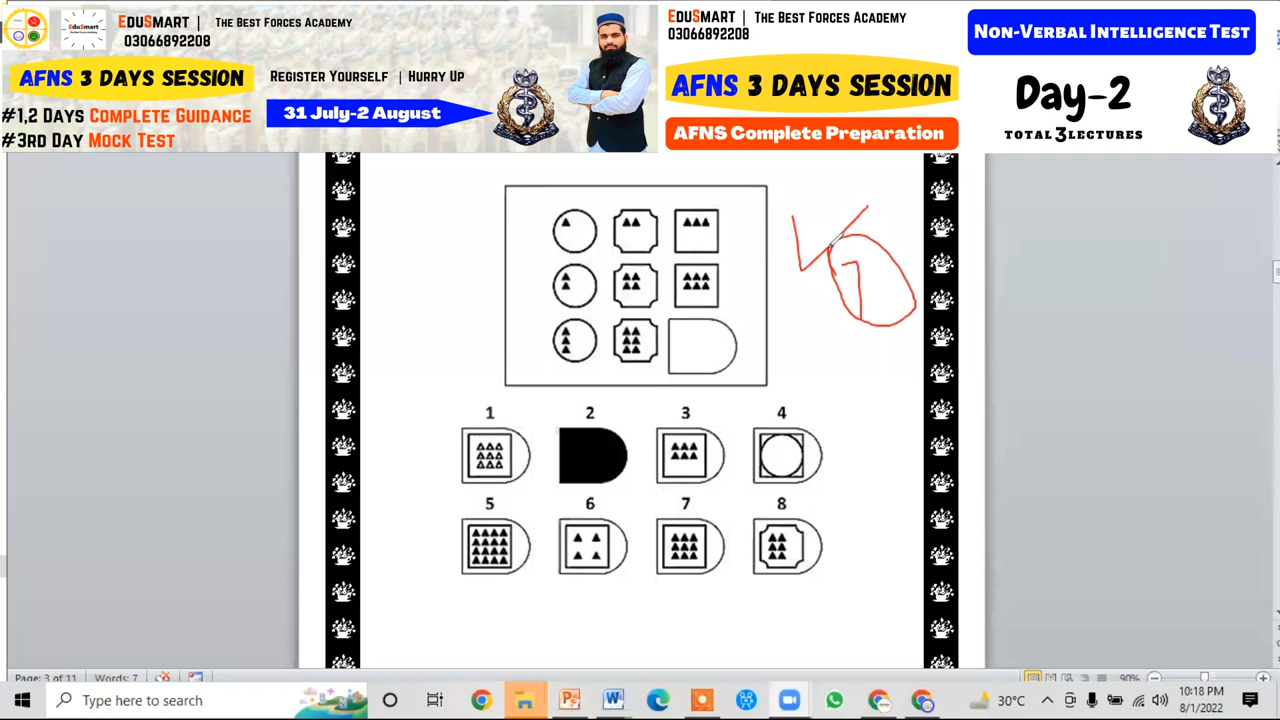 EDUSMART | THE BEST FORCES ACADEMY
03066892208
AFNS 3 DAYS SESSION
REGISTER YOURSELF | HURRY UP
31 July-2 August
#1,2 DAYS COMPLETE GUIDANCE
#3RD DAY MOCK TEST
EDUSMART | THE BEST FORCES ACADEMY
03066892208
AFNS 3 DAYS SESSION
AFNS Complete Preparation
NON-VERBAL INTELLIGENCE TEST
Day-2
TOTAL 3 LECTURES
7
1 2 3 4
5 6 7 8
Page: 3 of 11 Words: 7
90%
Type here to search
30°C
10:18 PM
8/1/2022